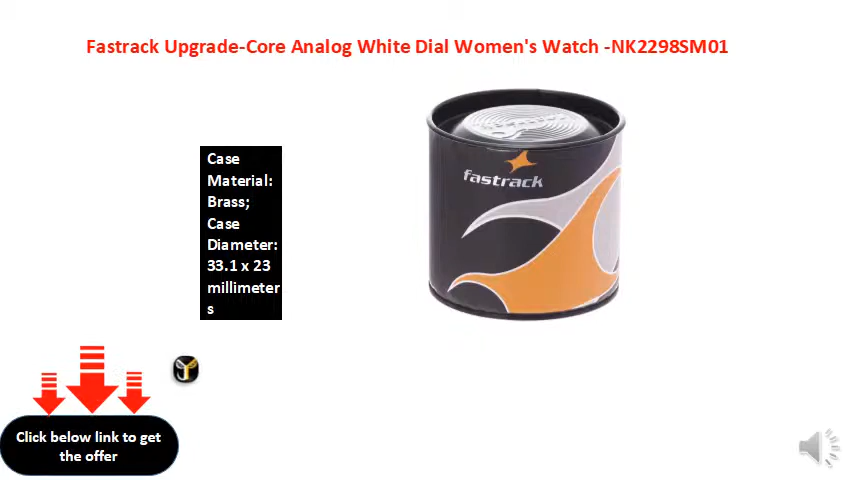 Fastrack Upgrade-Core Analog White Dial Women's Watch -NK2298SM01
Case
Material:
Brass;
Case
Diameter:
33.1 x 23
millimeter
s
fastrack
Click below link to get
the offer